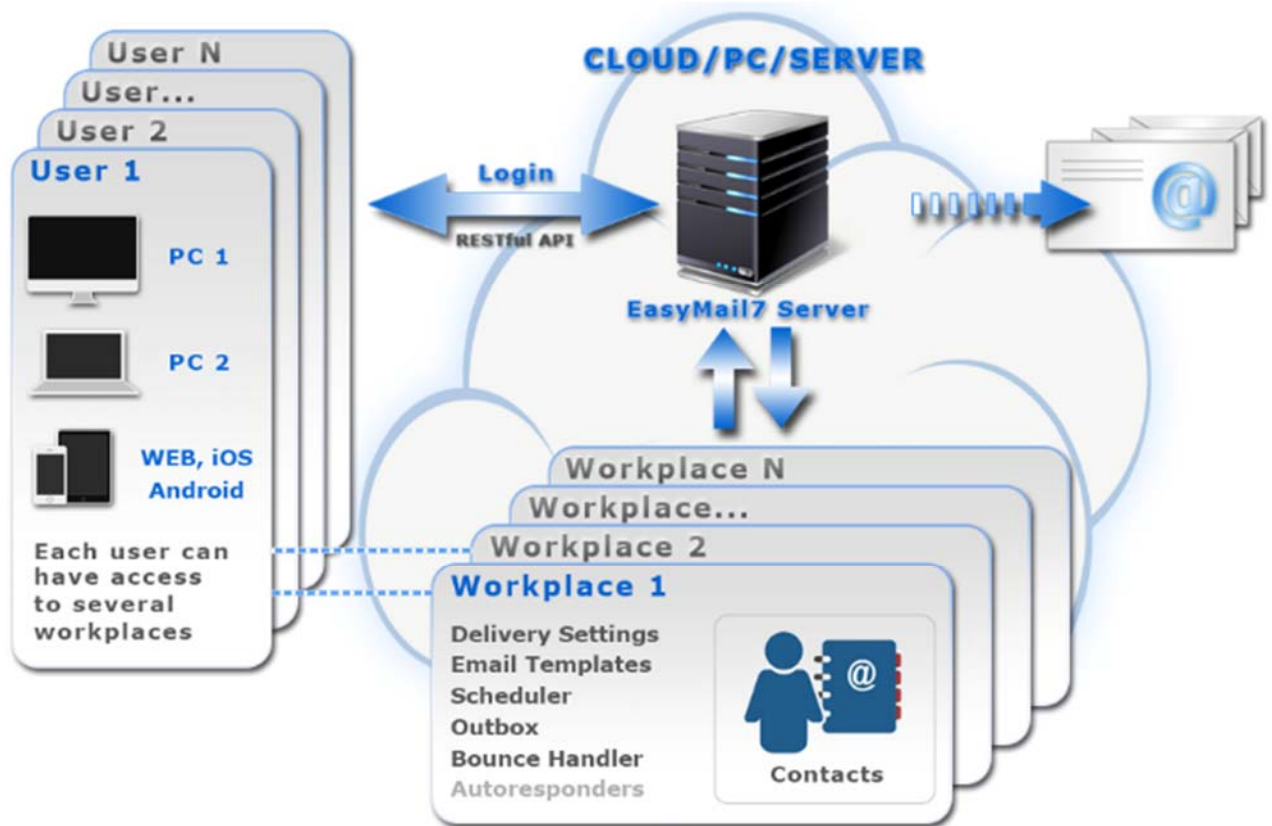 User N
User...
User 2
User 1
PC 1
PC 2
WEB, iOS
Android
Each user can
have access
to several
workplaces
Login
RESTful API
CLOUD/PC/SERVER
EasyMail7 Server
@
Workplace N
Workplace...
Workplace 2
Workplace 1
Delivery Settings
Email Templates
Scheduler
Outbox
Bounce Handler
Autoresponders
@
Contacts